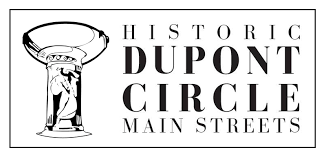 HISTORIC
DUPONT
CIRCLE
MAIN STREETS